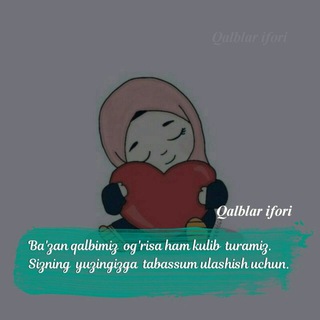 Qalblar ifori
Qalblar ifori
Ba'zan qalbimiz og'risa ham kulib turamiz.
Sizning yuzingizga tabassum ulashish uchun.